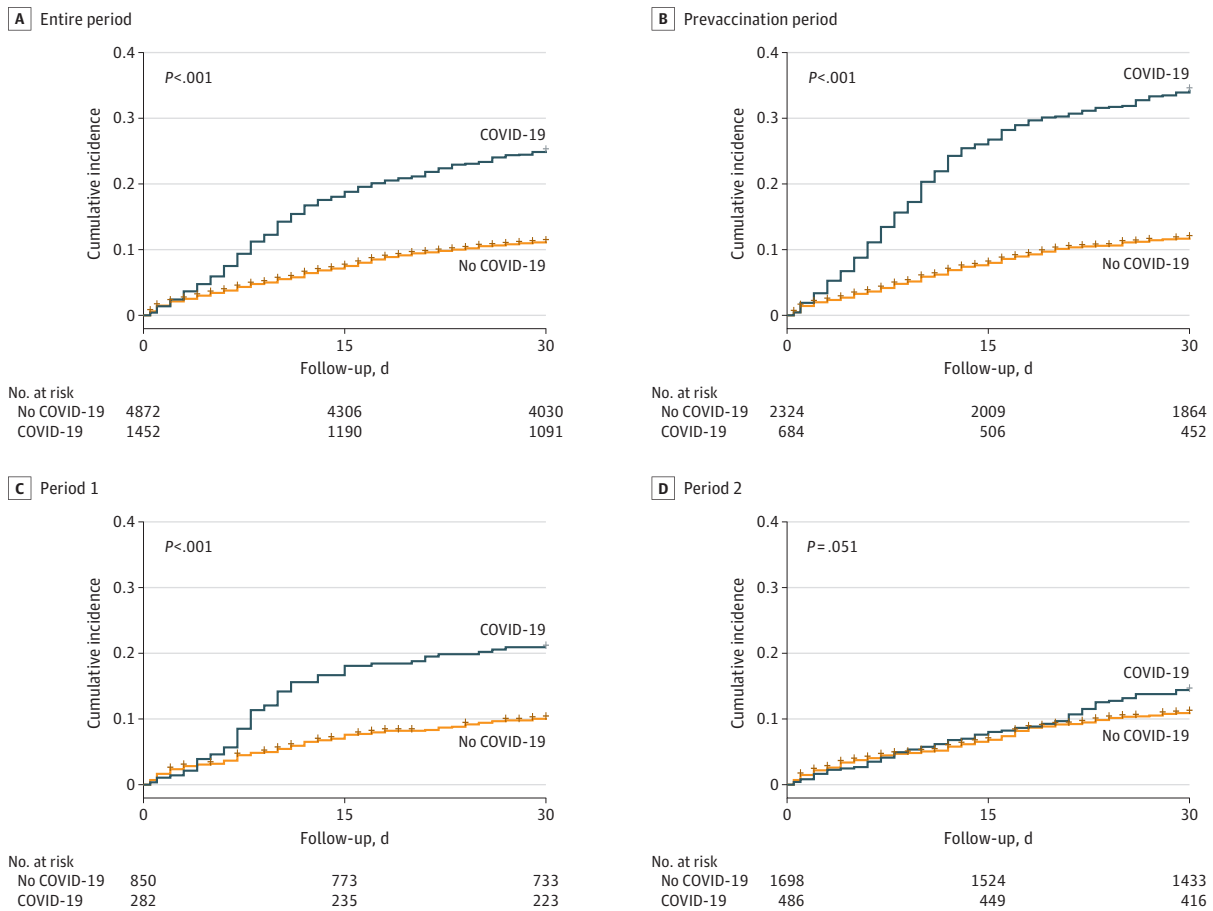 A Entire period
0.4
0.3
0.2
0.1
0
Cumulative incidence
P<.001
COVID-19
No COVID-19
0 15 30
Follow-up, d
No. at risk
No COVID-19 4872 4306 4030
COVID-19 1452 1190 1091
B Prevaccination period
0.4
0.3
0.2
0.1
0
Cumulative incidence
P<.001
COVID-19
No COVID-19
0 15 30
Follow-up, d
No. at risk
No COVID-19 2324 2009 1864
COVID-19 684 506 452
C Period 1
0.4
0.3
0.2
0.1
0
Cumulative incidence
P<.001
COVID-19
No COVID-19
0 15 30
Follow-up, d
No. at risk
No COVID-19 850 773 733
COVID-19 282 235 223
D Period 2
0.4
0.3
0.2
0.1
0
Cumulative incidence
P=.051
COVID-19
No COVID-19
0 15 30
Follow-up, d
No. at risk
No COVID-19 1698 1524 1433
COVID-19 486 449 416